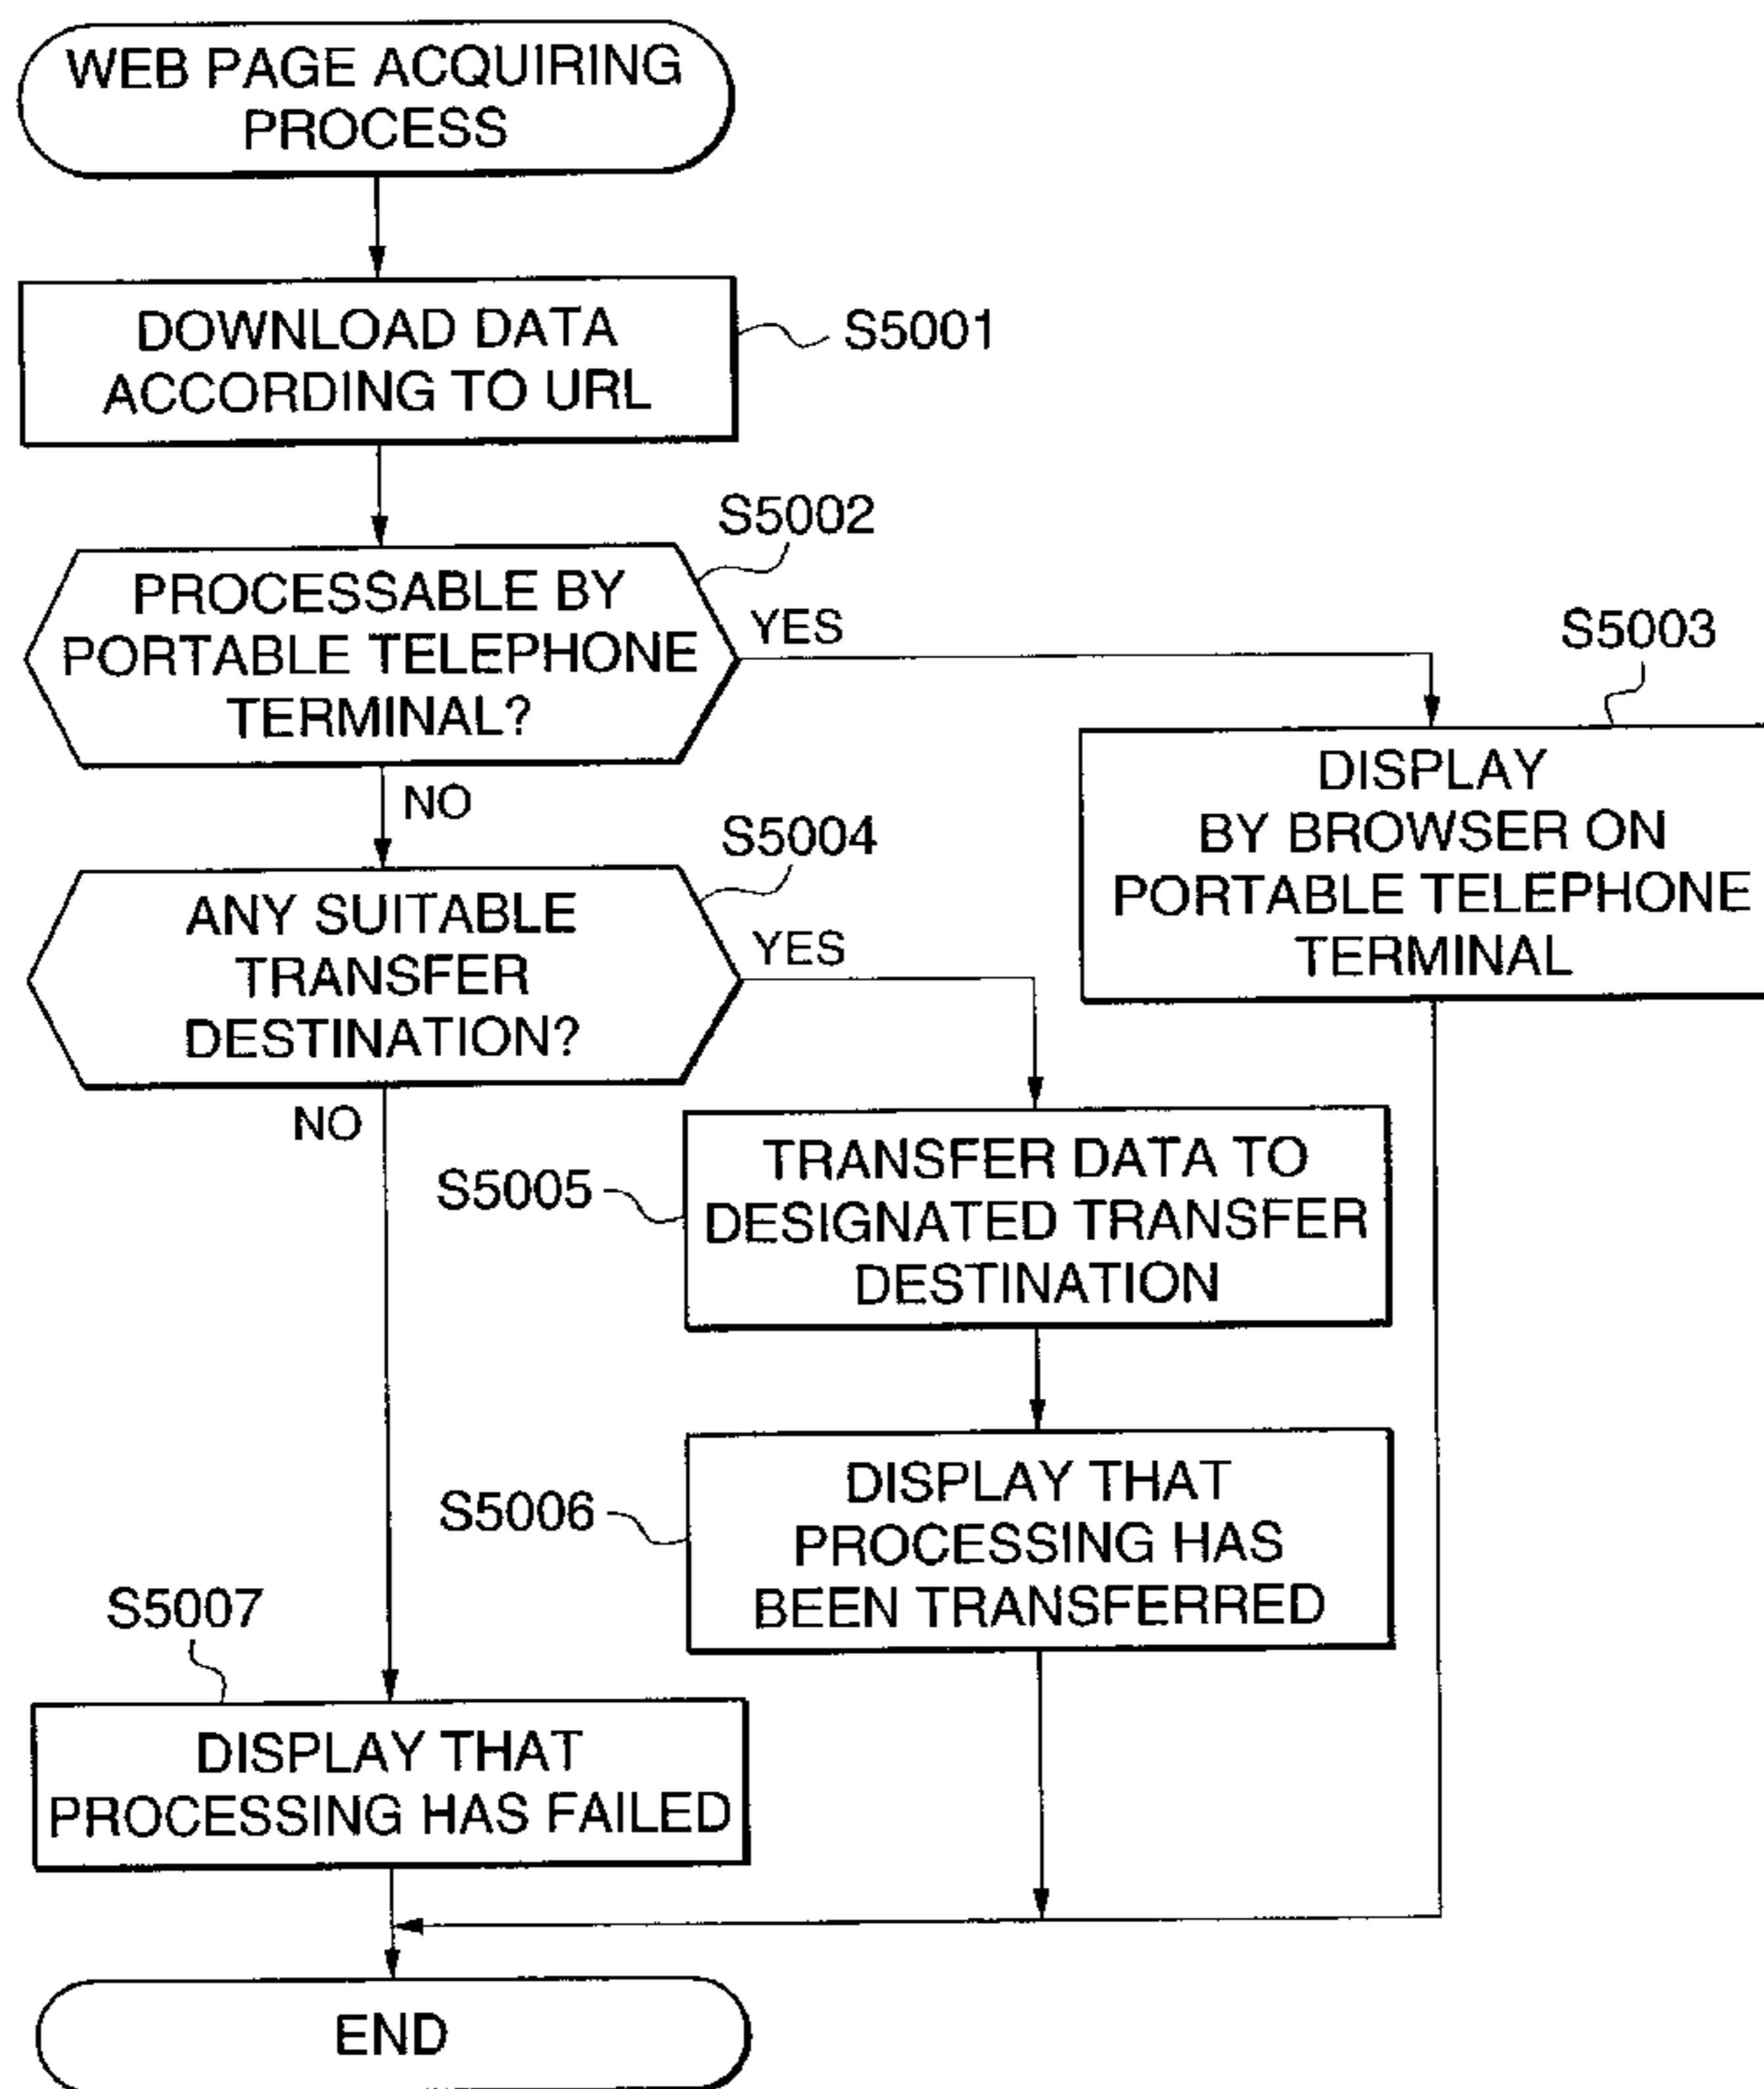 WEB PAGE ACQUIRING
PROCESS
DOWNLOAD DATA
ACCORDING TO URL
S5001
S5002
PROCESSABLE BY
PORTABLE TELEPHONE
TERMINAL?
YES
NO
S5003
DISPLAY
BY BROWSER ON
PORTABLE TELEPHONE
TERMINAL
S5004
ANY SUITABLE
TRANSFER
DESTINATION?
YES
NO
S5005
TRANSFER DATA TO
DESIGNATED TRANSFER
DESTINATION
S5006
DISPLAY THAT
PROCESSING HAS
BEEN TRANSFERRED
S5007
DISPLAY THAT
PROCESSING HAS FAILED
END